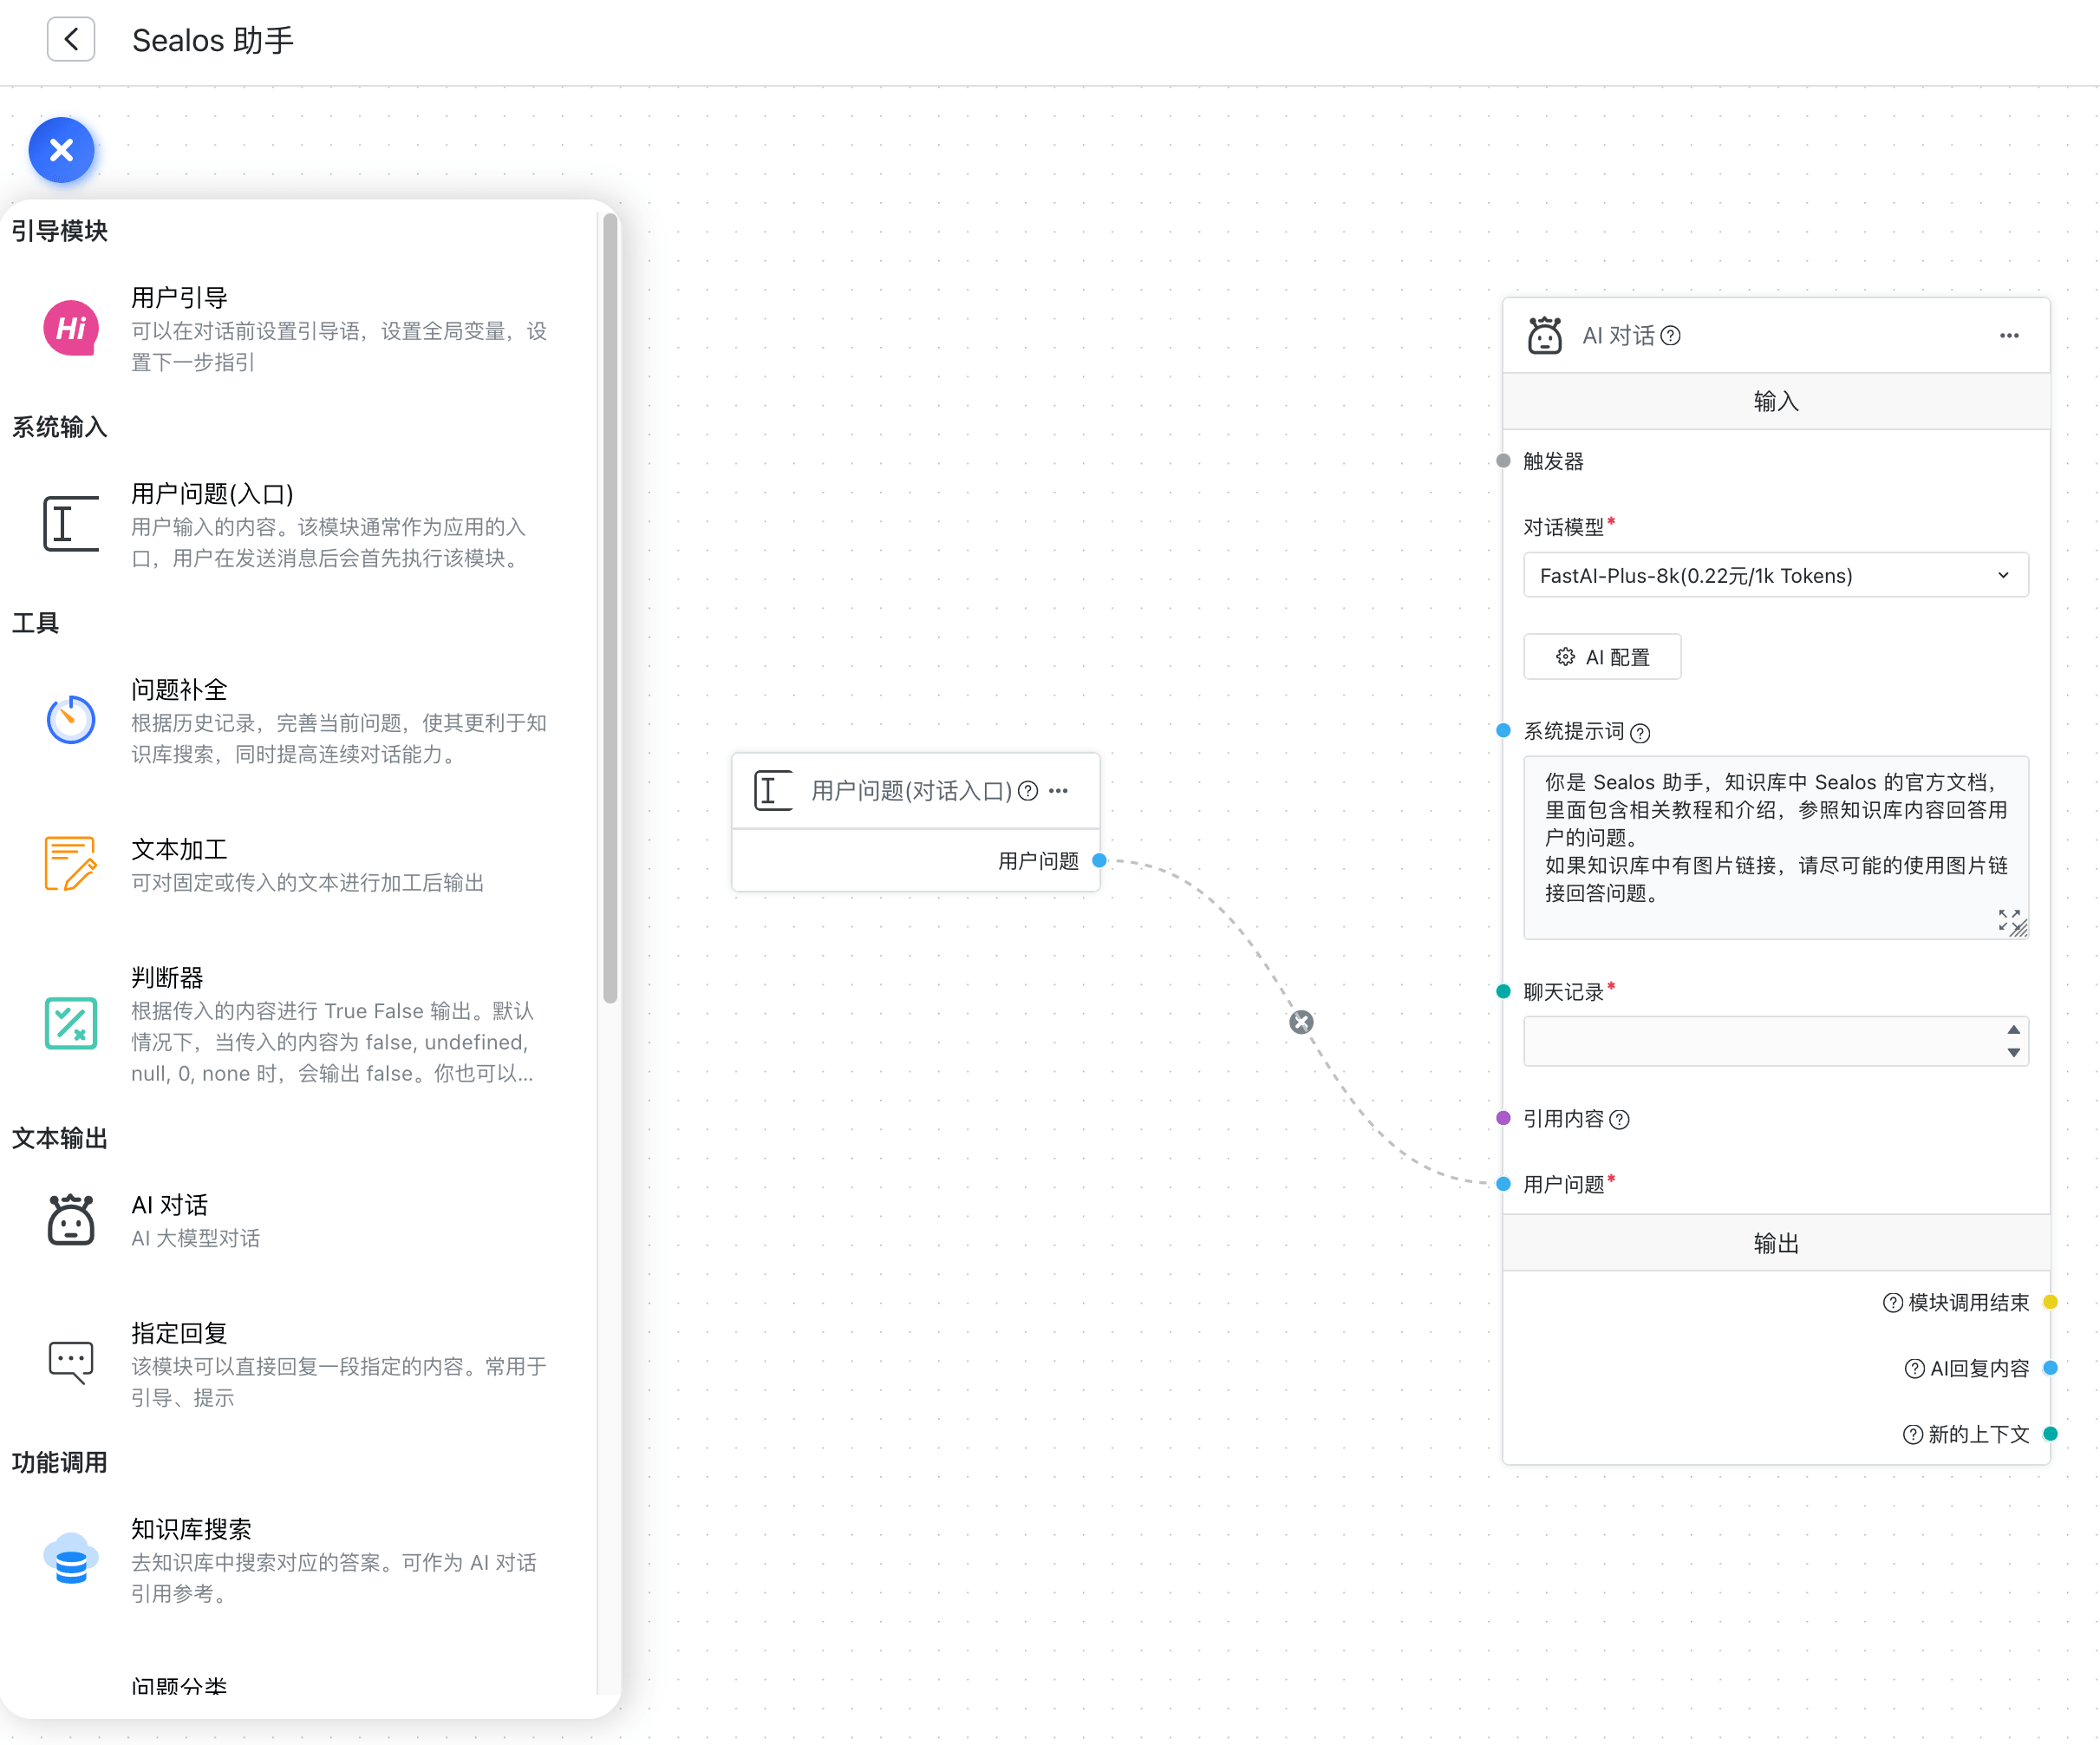 Sealos 助手
引导模块
Hi
用户引导
可以在对话前设置引导语，设置全局变量，设
置下一步指引
系统输入
用户问题(入口)
用户输入的内容。该模块通常作为应用的入
口，用户在发送消息后会首先执行该模块。
工具
问题补全
根据历史记录，完善当前问题，使其更利于知
识库搜索，同时提高连续对话能力。
文本加工
可对固定或传入的文本进行加工后输出
判断器
根据传入的内容进行 True False 输出。默认
情况下，当传入的内容为 false, undefined,
null, 0, none 时，会输出 false。你也可以...
文本输出
AI 对话
AI 大模型对话
指定回复
该模块可以直接回复一段指定的内容。常用于
引导、提示
功能调用
知识库搜索
去知识库中搜索对应的答案。可作为 AI 对话
引用参考。
问题分类
用户问题(对话入口)
用户问题
AI 对话
输入
触发器
对话模型*
FastAI-Plus-8k(0.22元/1k Tokens)
AI 配置
系统提示词
你是 Sealos 助手，知识库中 Sealos 的官方文档，
里面包含相关教程和介绍，参照知识库内容回答用
户的问题。
如果知识库中有图片链接，请尽可能的使用图片链
接回答问题。
聊天记录*
引用内容
用户问题*
输出
模块调用结束
AI回复内容
新的上下文